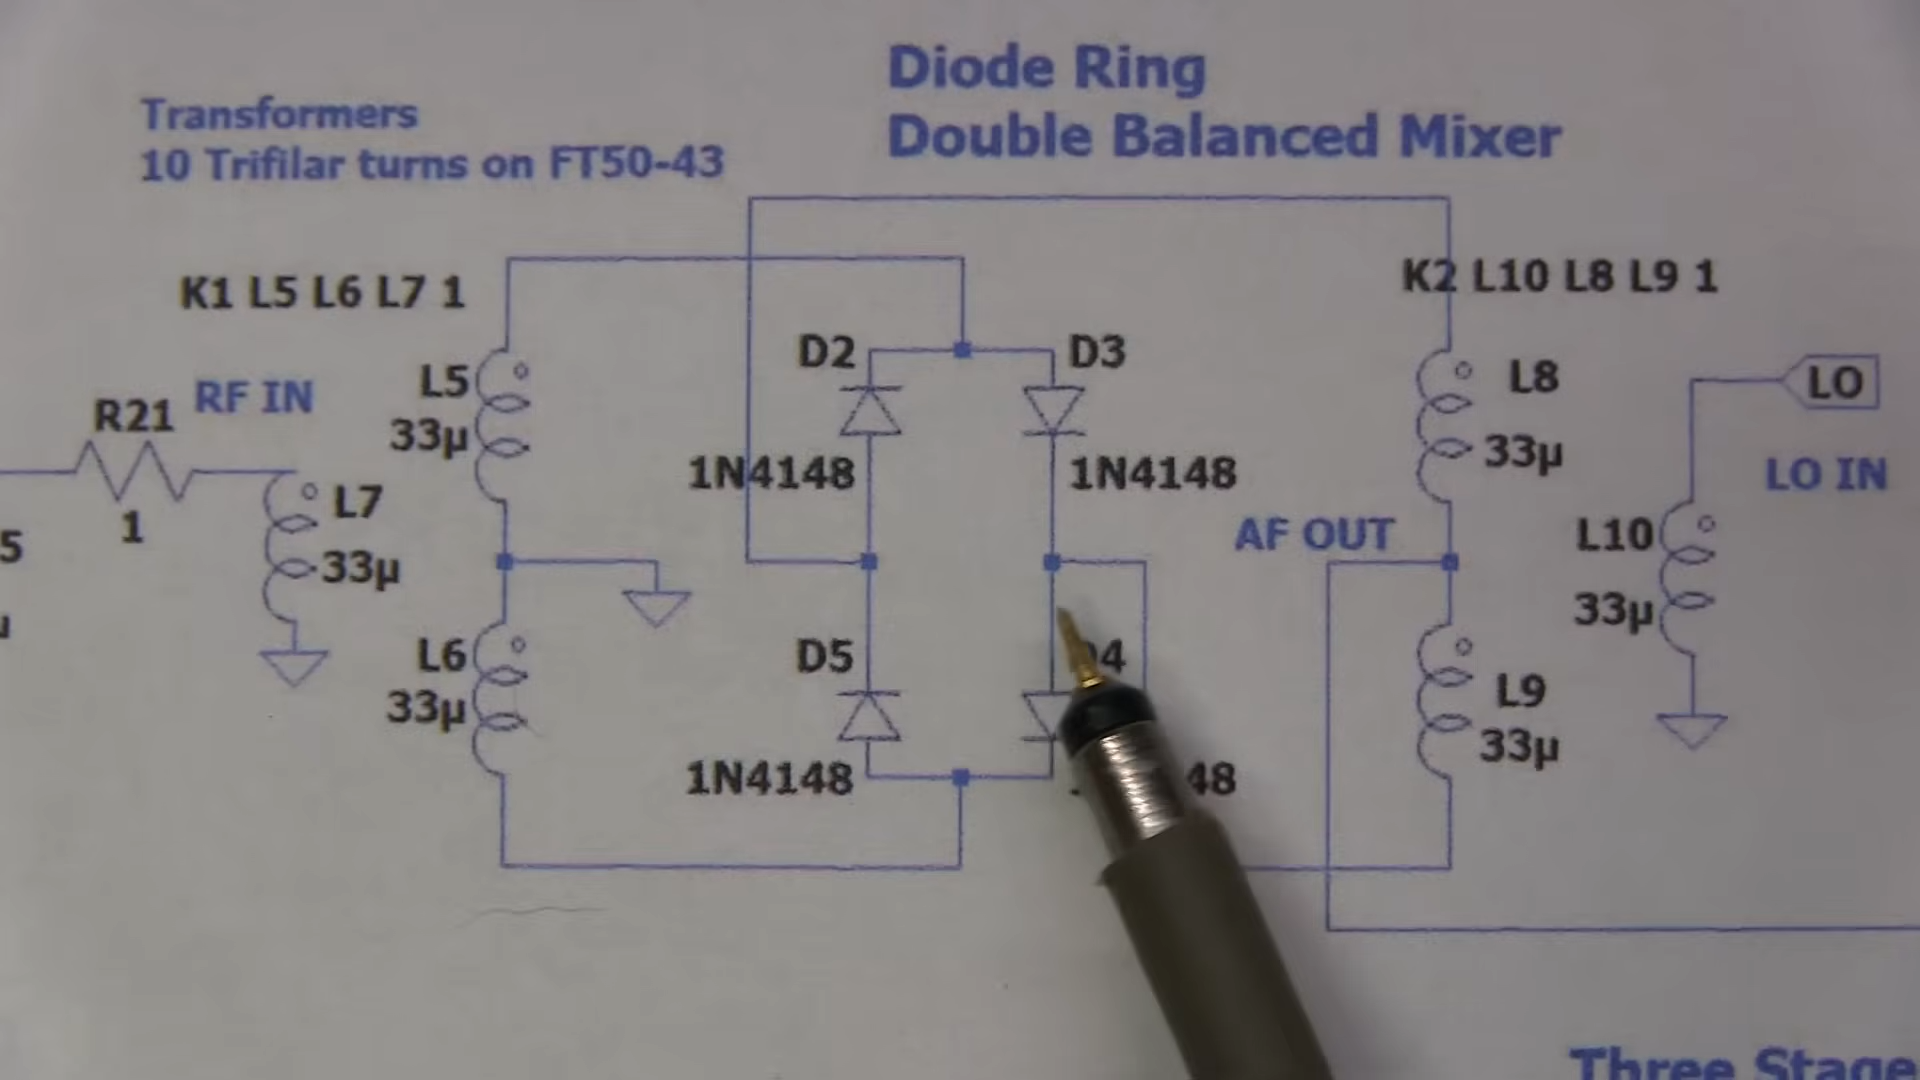 Diode Ring
Double Balanced Mixer
Transformers
10 Trifilar turns on FT50-43
K1 L5 L6 L7 1
K2 L10 L8 L9 1
D2
D3
L5
33µ
RF IN
R21
1
L7
33µ
1N4148
1N4148
L8
33µ
LO
LO IN
AF OUT
L10
33µ
5
L6
33µ
D5
D4
L9
33µ
1N4148
48
Three Stage